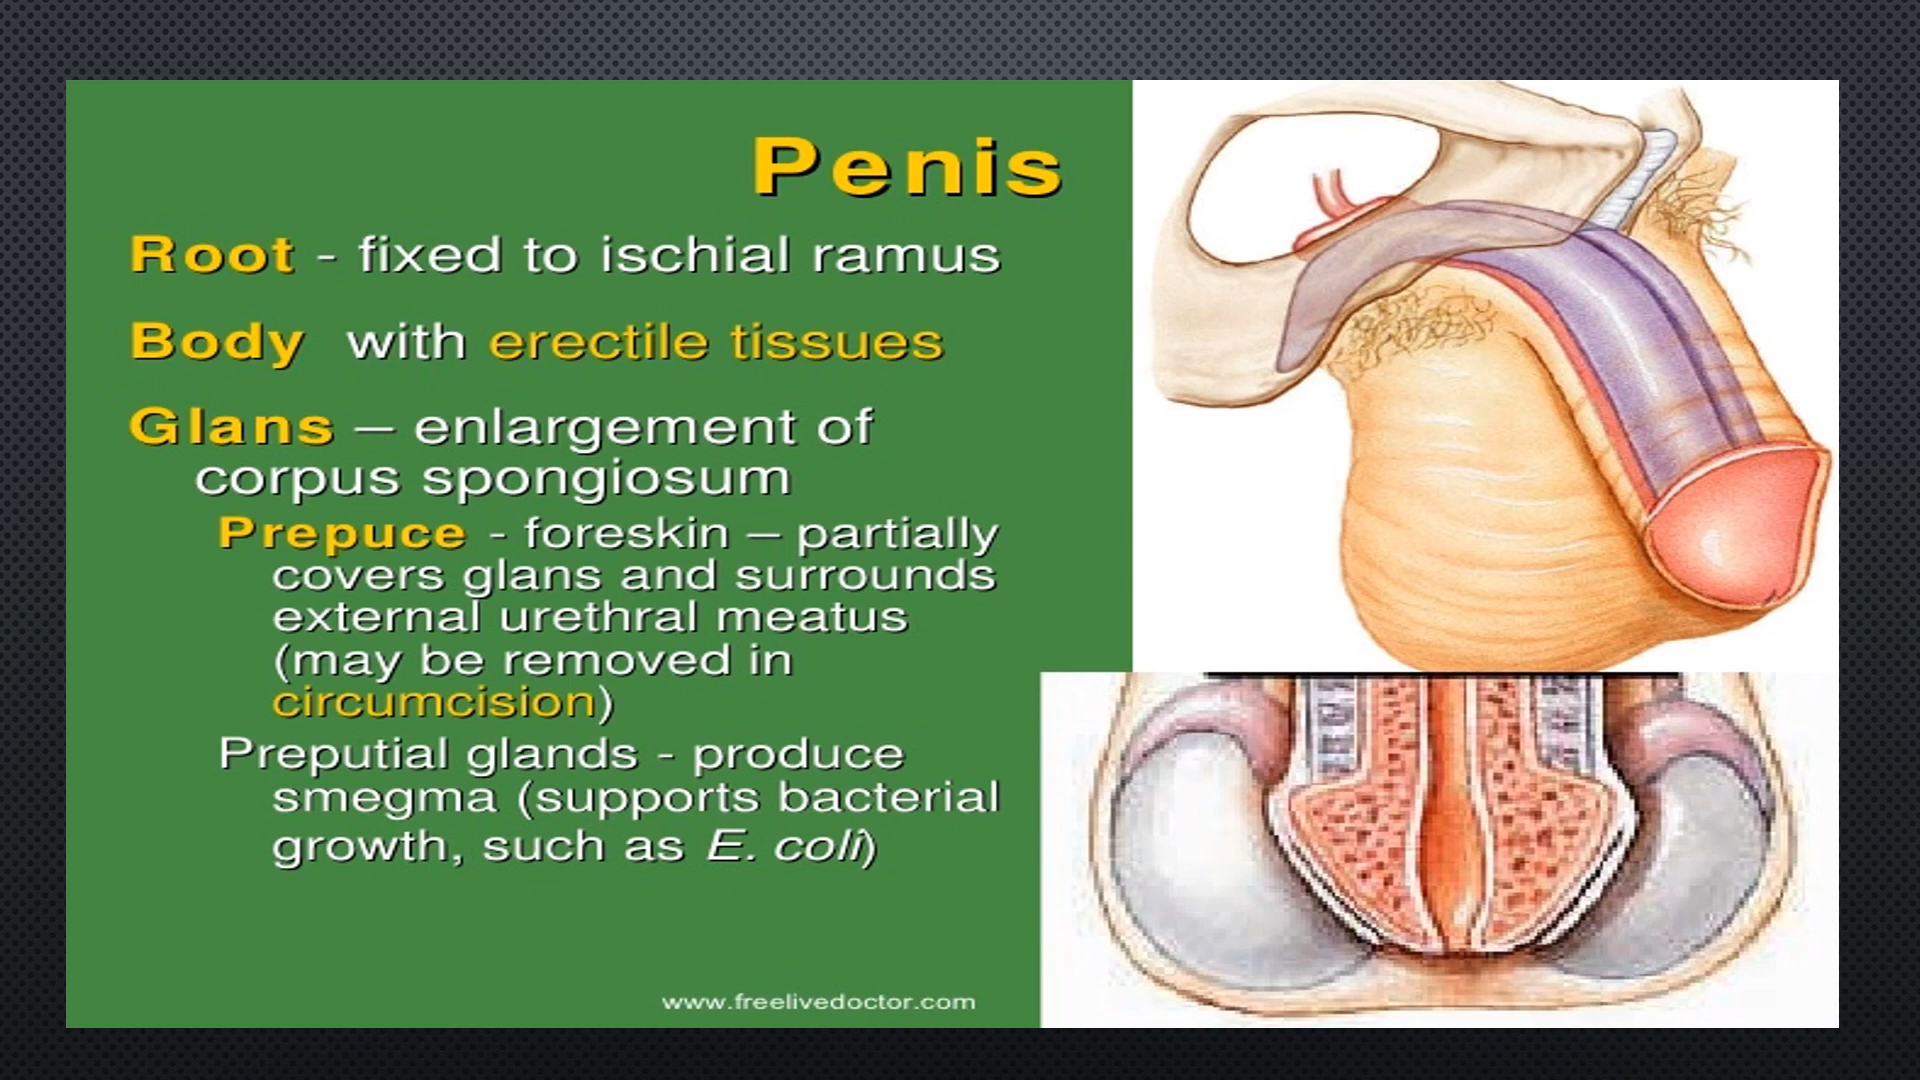 Penis
Root - fixed to ischial ramus
Body with erectile tissues
Glans – enlargement of
corpus spongiosum
Prepuce - foreskin – partially
covers glans and surrounds
external urethral meatus
(may be removed in
circumcision)
Preputial glands - produce
smegma (supports bacterial
growth, such as E. coli)
www.freelivedoctor.com